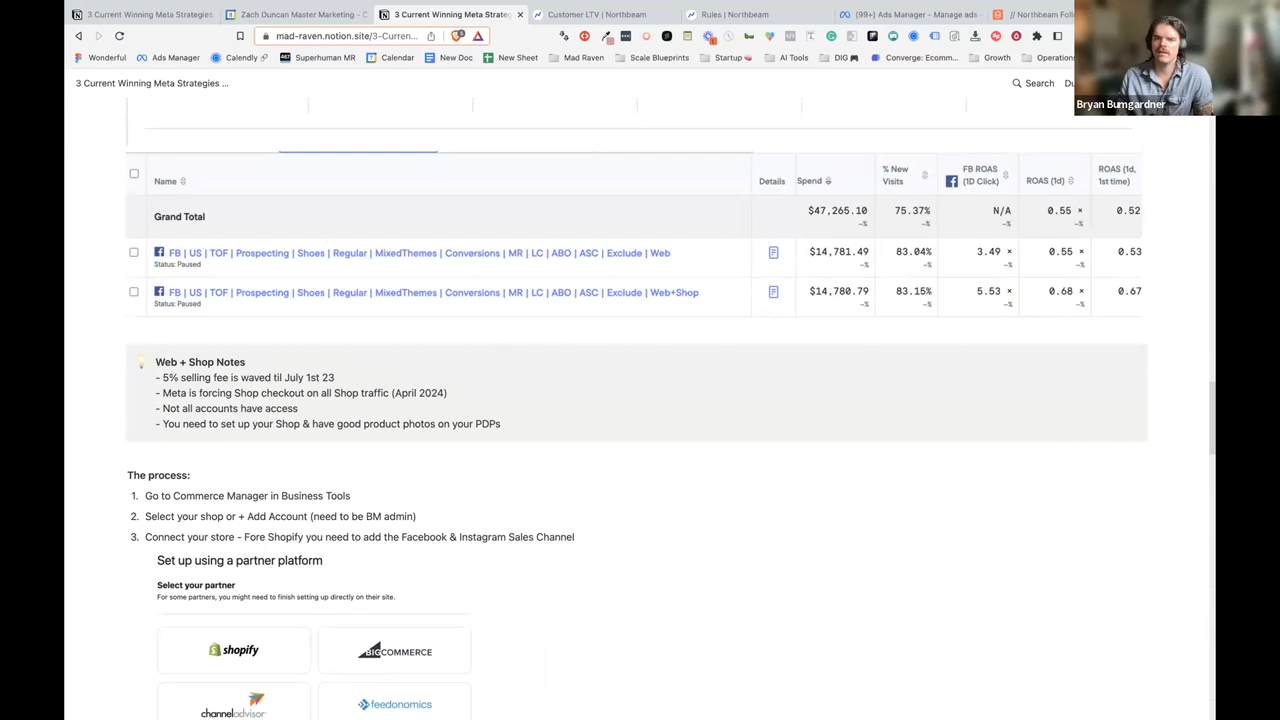 3 Current Winning Meta Strategies
Zach Duncan Master Marketing - C
3 Current Winning Meta Strateg
Customer LTV | Northbeam
Rules | Northbeam
(99+) Ads Manager - Manage ads -
// Northbeam Foll
mad-raven.notion.site/3-Curren...
Wonderful
Ads Manager
Calendly
Superhuman MR
Calendar
New Doc
New Sheet
Mad Raven
Scale Blueprints
Startup
AI Tools
DIG
Converge: Ecomm...
Growth
Operations
3 Current Winning Meta Strategies ...
Search
Du
Bryan Bumgardner
Name
Details
Spend
% New Visits
FB ROAS (1D Click)
ROAS (1d)
ROAS (1d, 1st time)
Grand Total
$47,265.10
75.37%
N/A
0.55 ×
0.52
–%
–%
–%
–%
FB | US | TOF | Prospecting | Shoes | Regular | MixedThemes | Conversions | MR | LC | ABO | ASC | Exclude | Web
Status: Paused
$14,781.49
83.04%
3.49 ×
0.55 ×
0.53
–%
–%
–%
–%
FB | US | TOF | Prospecting | Shoes | Regular | MixedThemes | Conversions | MR | LC | ABO | ASC | Exclude | Web+Shop
Status: Paused
$14,780.79
83.15%
5.53 ×
0.68 ×
0.67
–%
–%
–%
–%
Web + Shop Notes
- 5% selling fee is waved til July 1st 23
- Meta is forcing Shop checkout on all Shop traffic (April 2024)
- Not all accounts have access
- You need to set up your Shop & have good product photos on your PDPs
The process:
1. Go to Commerce Manager in Business Tools
2. Select your shop or + Add Account (need to be BM admin)
3. Connect your store - Fore Shopify you need to add the Facebook & Instagram Sales Channel
Set up using a partner platform
Select your partner
For some partners, you might need to finish setting up directly on their site.
shopify
BIGCOMMERCE
channeladvisor
feedonomics